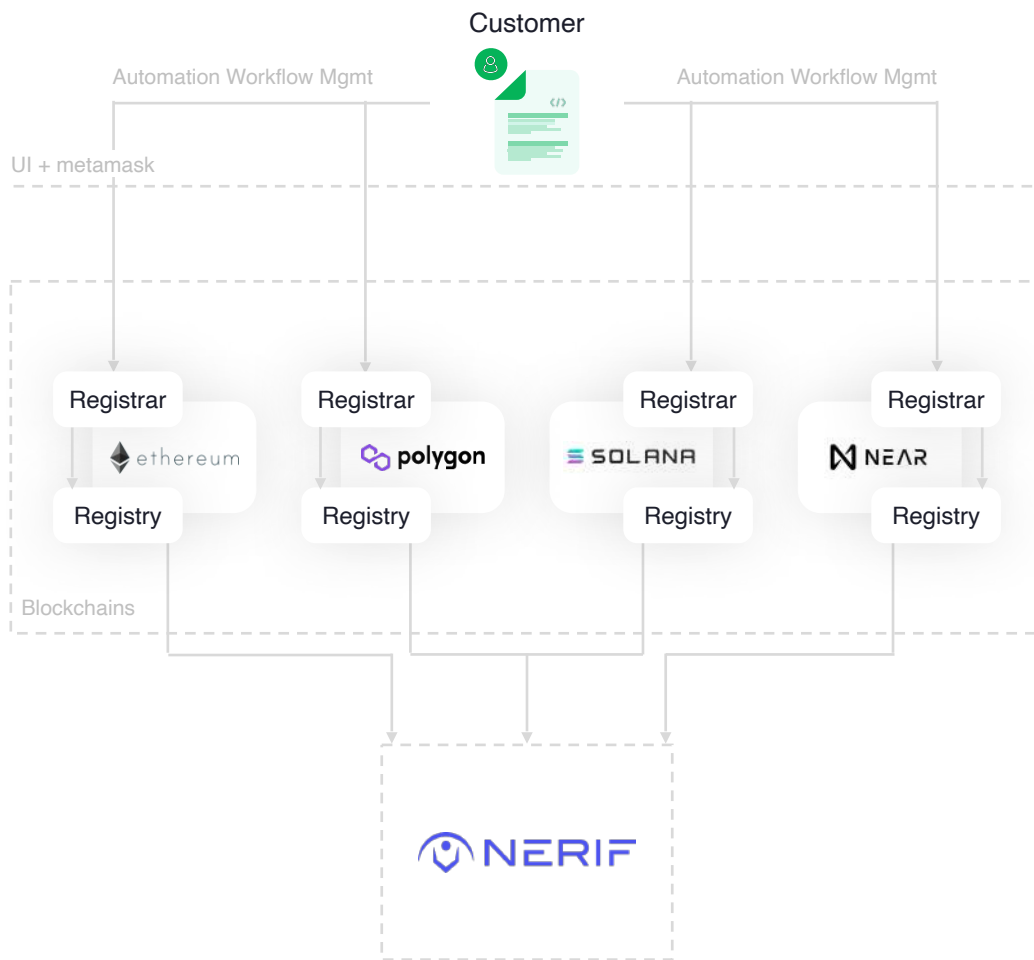 Customer
Automation Workflow Mgmt
Automation Workflow Mgmt
</>
UI + metamask
Registrar
Registrar
Registrar
Registrar
ethereum
polygon
SOLANA
NEAR
Registry
Registry
Registry
Registry
Blockchains
NERIF